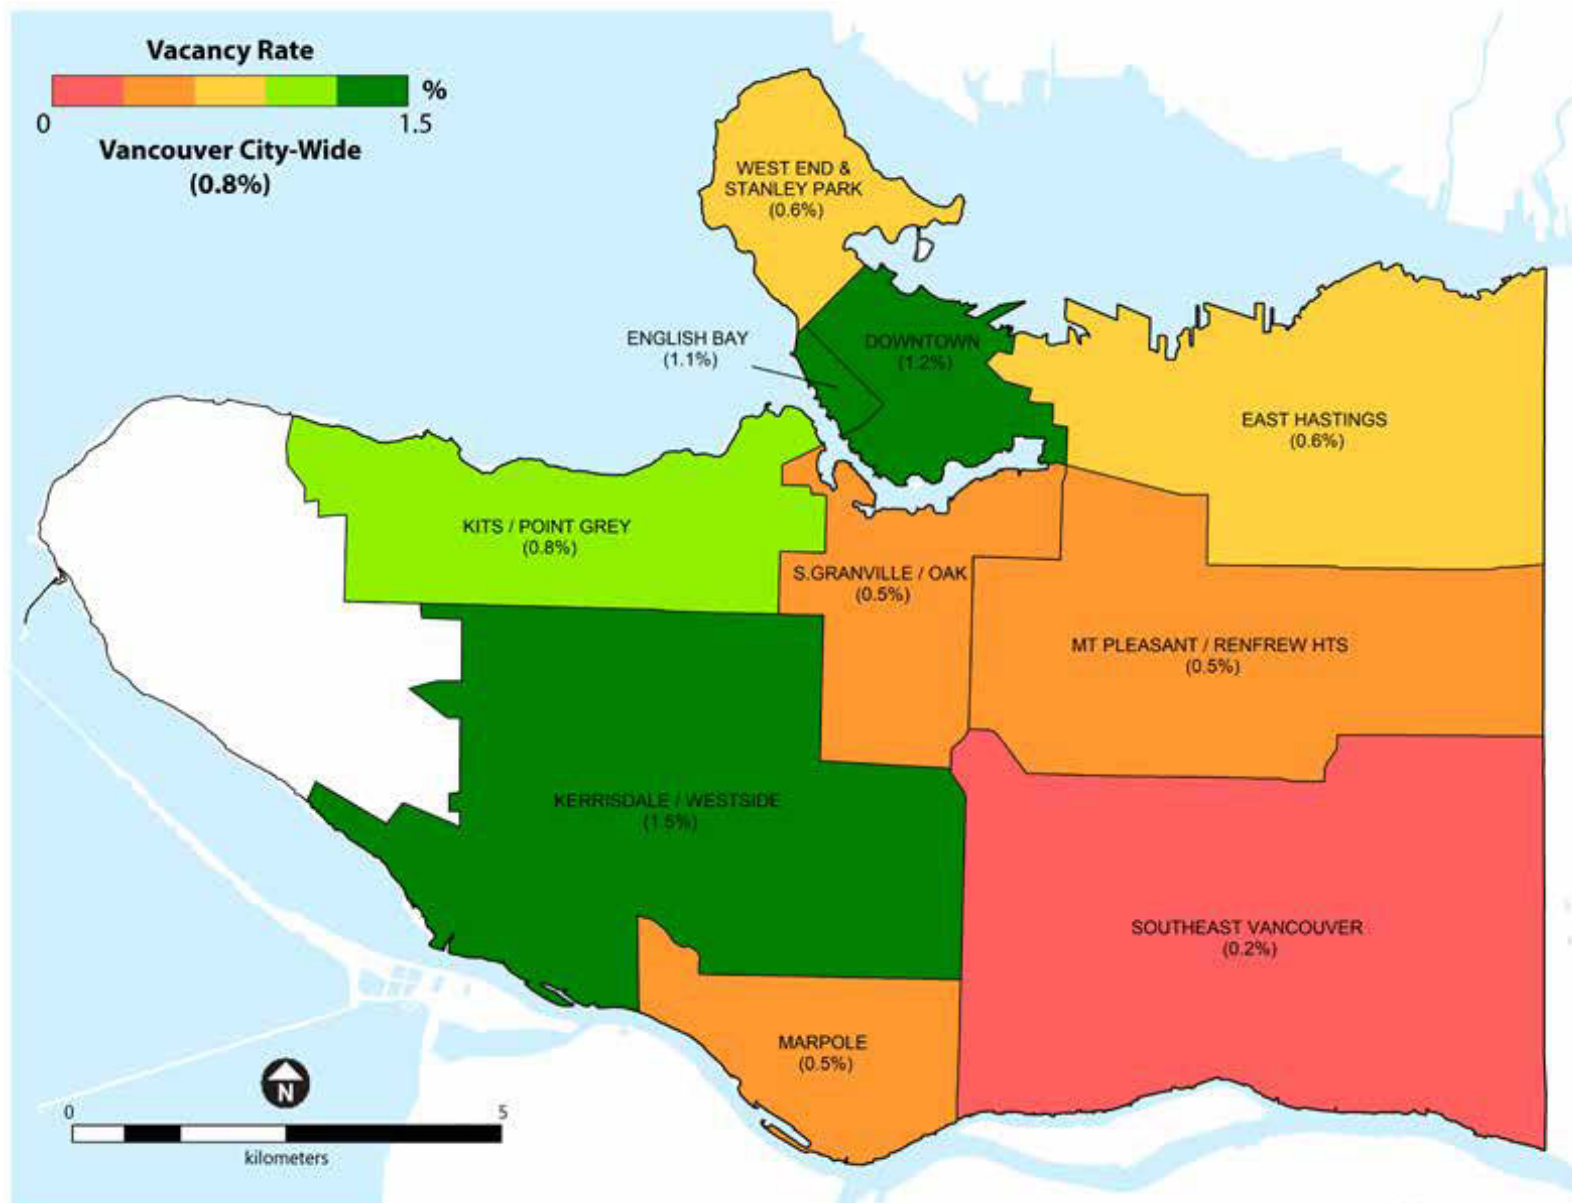 Vacancy Rate
%
0
1.5
Vancouver City-Wide
(0.8%)
WEST END &
STANLEY PARK
(0.6%)
ENGLISH BAY
(1.1%)
DOWNTOWN
(1.2%)
EAST HASTINGS
(0.6%)
KITS / POINT GREY
(0.8%)
S.GRANVILLE / OAK
(0.5%)
MT PLEASANT / RENFREW HTS
(0.5%)
KERRISDALE / WESTSIDE
(1.5%)
SOUTHEAST VANCOUVER
(0.2%)
MARPOLE
(0.5%)
N
0
5
kilometers